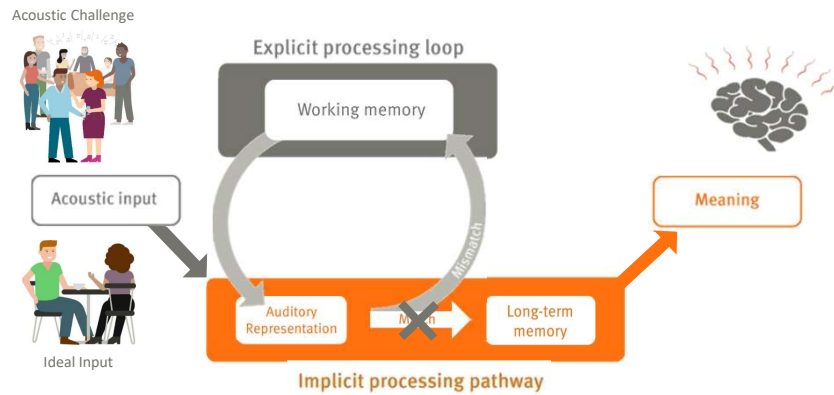 Acoustic Challenge
Explicit processing loop
Working memory
Acoustic input
Meaning
Mismatch
Auditory
Representation
Long-term
memory
Ideal Input
Implicit processing pathway